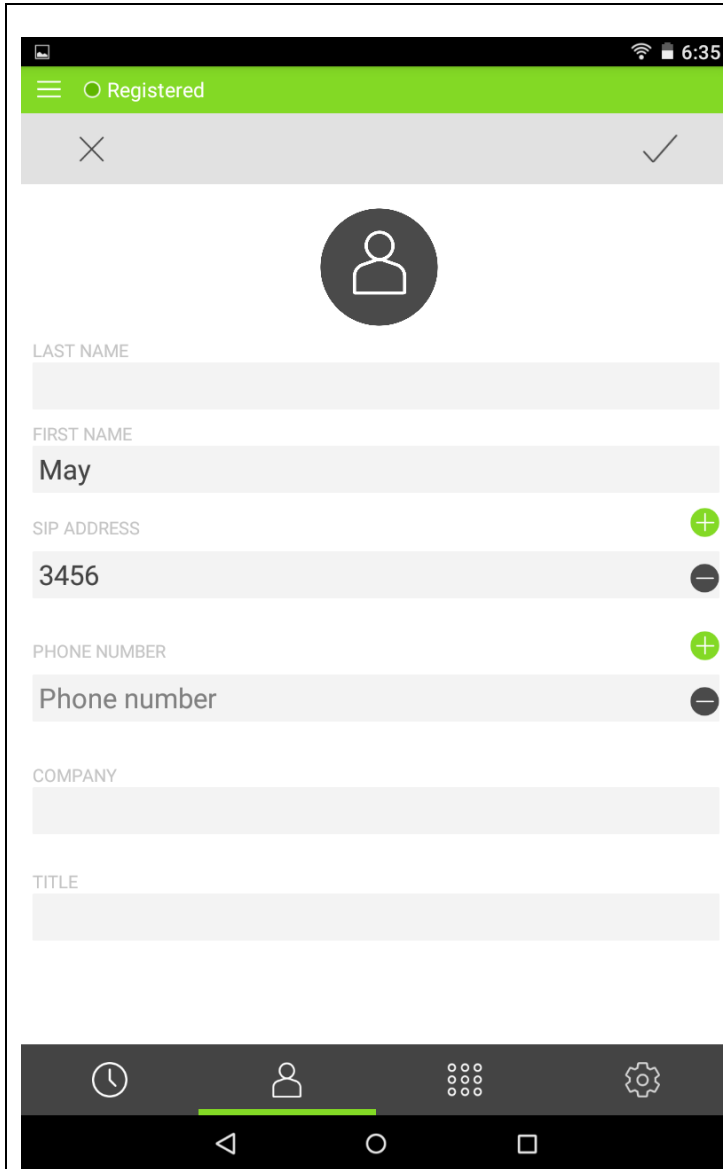 6:35
Registered
LAST NAME
FIRST NAME
May
SIP ADDRESS
3456
PHONE NUMBER
Phone number
COMPANY
TITLE